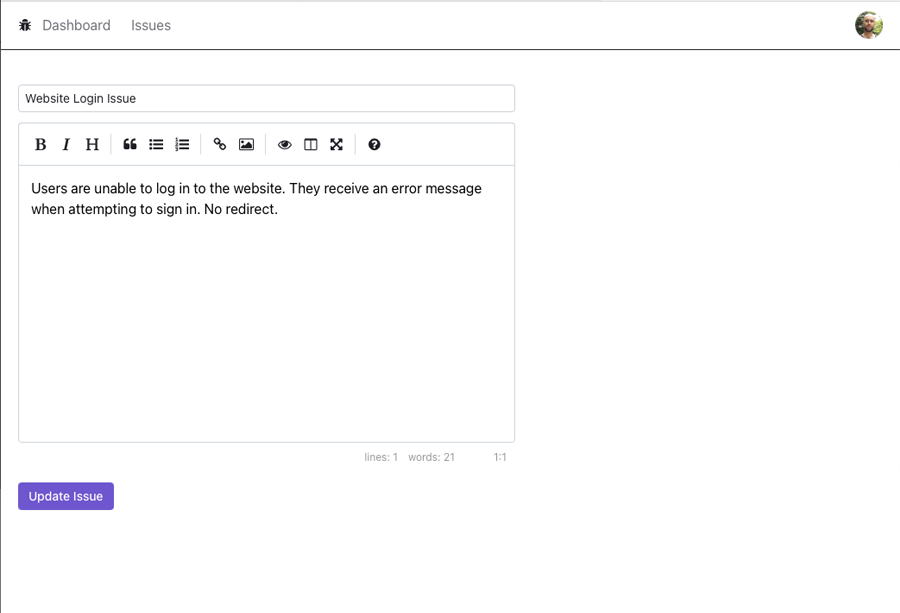 Dashboard Issues
Website Login Issue
B I H
Users are unable to log in to the website. They receive an error message
when attempting to sign in. No redirect.
lines: 1 words: 21 1:1
Update Issue